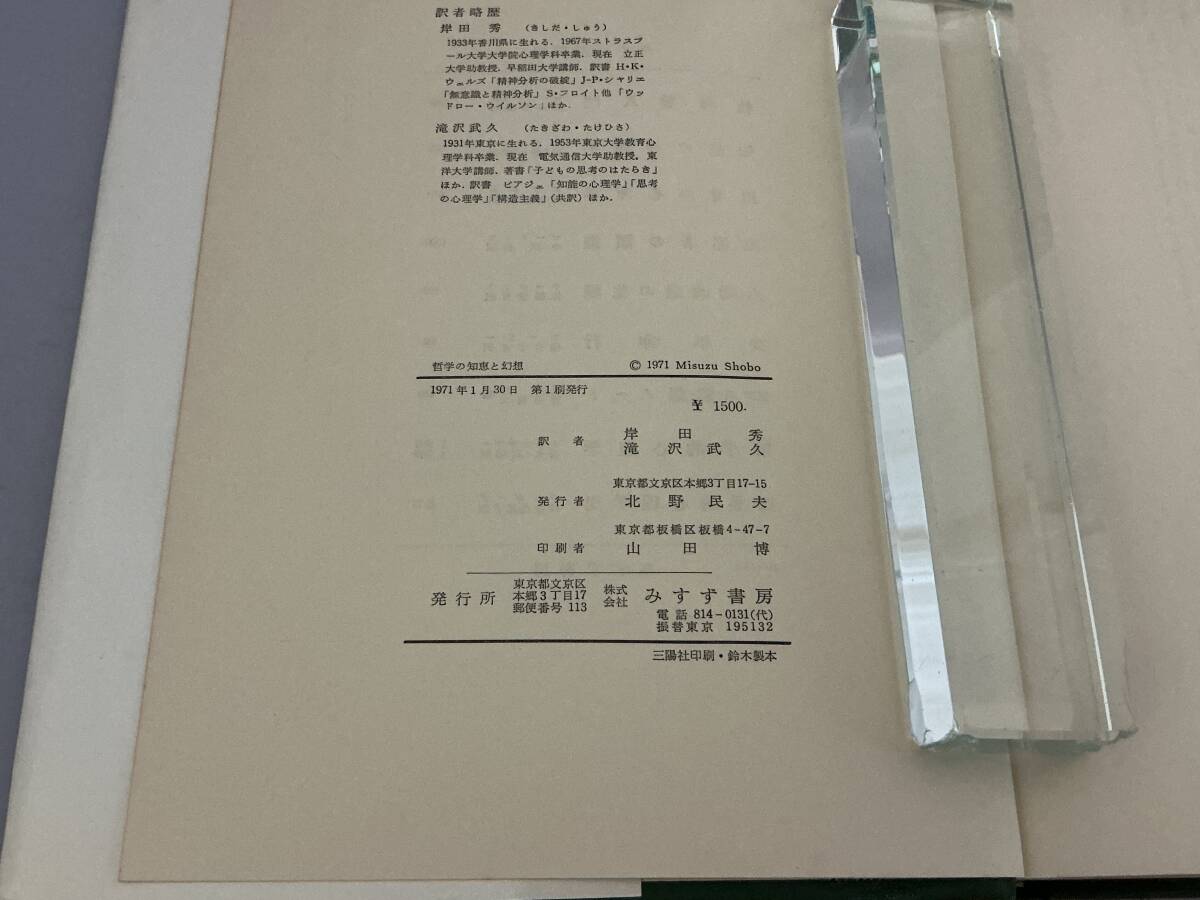 訳者略歴
岸田 秀 (きしだ・しゅう)
1933年香川県に生れる. 1967年ストラスブ
ール大学大学院心理学科卒業. 現在 立正
大学助教授. 早稲田大学講師. 訳書 H・K・
ウェルズ「精神分析の破綻」J-P・シャリエ
「無意識と精神分析」S・フロイト他「ウッ
ドロー・ウイルソン」ほか.
滝沢武久 (たきざわ・たけひさ)
1931年東京に生れる. 1953年東京大学教育心
理学科卒業. 現在 電気通信大学助教授, 東
洋大学講師. 著書「子どもの思考のはたらき」
ほか. 訳書 ピアジェ「知能の心理学」「思考
の心理学」「構造主義」(共訳) ほか.
哲学の知恵と幻想 © 1971 Misuzu Shobo
1971年1月30日 第1刷発行
¥ 1500.
訳者 岸田秀
滝沢武久
東京都文京区本郷3丁目17-15
発行者 北野民夫
東京都板橋区板橋4-47-7
印刷者 山田博
発行所 東京都文京区本郷3丁目17郵便番号 113 株式会社 みすず書房
電話 814-0131(代)
振替東京 195132
三陽社印刷・鈴木製本